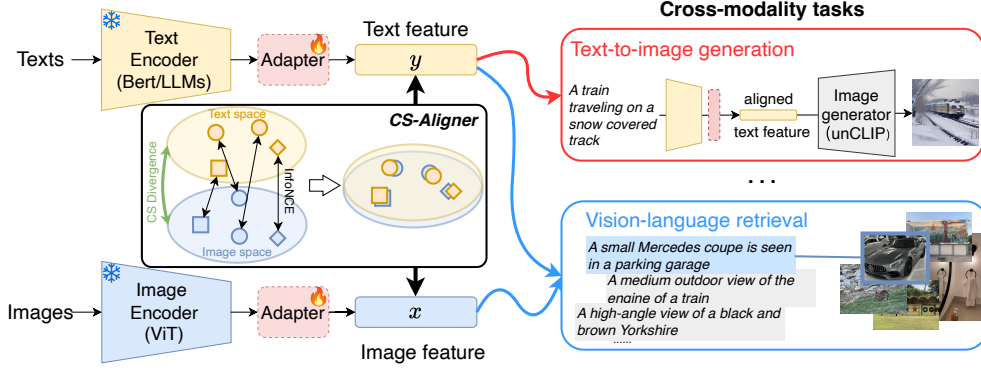 Cross-modality tasks
Texts
Text
Encoder
(Bert/LLMs)
Adapter
Text feature
y
Text-to-image generation
A train
traveling on a
snow covered
track
aligned
text feature
Image
generator
(unCLIP)
CS-Aligner
Text space
CS Divergence
InfoNCE
Image space
...
Vision-language retrieval
A small Mercedes coupe is seen
in a parking garage
A medium outdoor view of the
engine of a train
A high-angle view of a black and
brown Yorkshire
......
Images
Image
Encoder
(ViT)
Adapter
x
Image feature